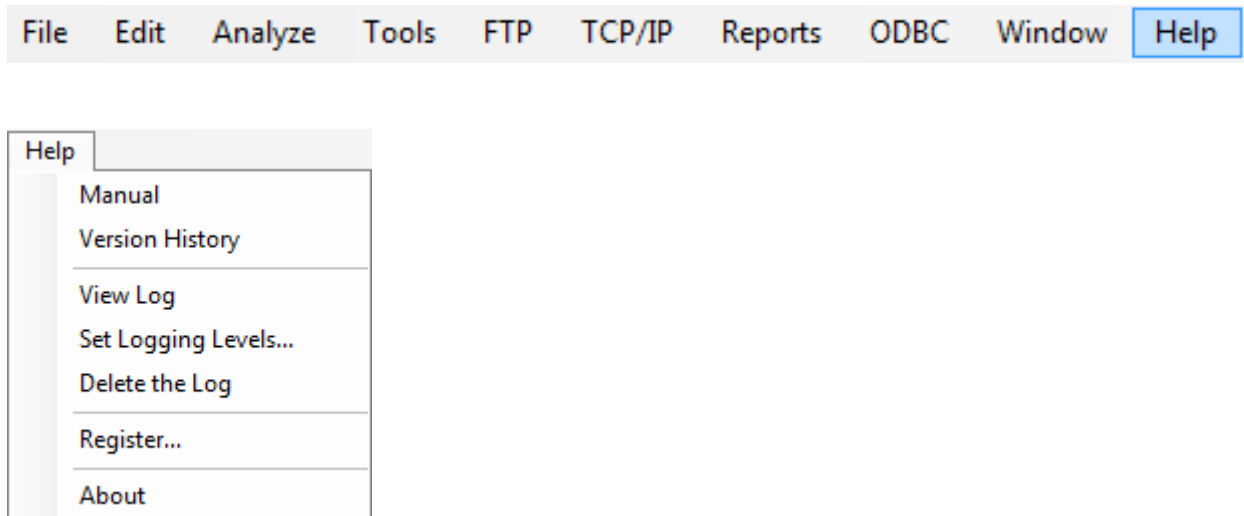 File Edit Analyze Tools FTP TCP/IP Reports ODBC Window Help
Help
Manual
Version History
View Log
Set Logging Levels...
Delete the Log
Register...
About